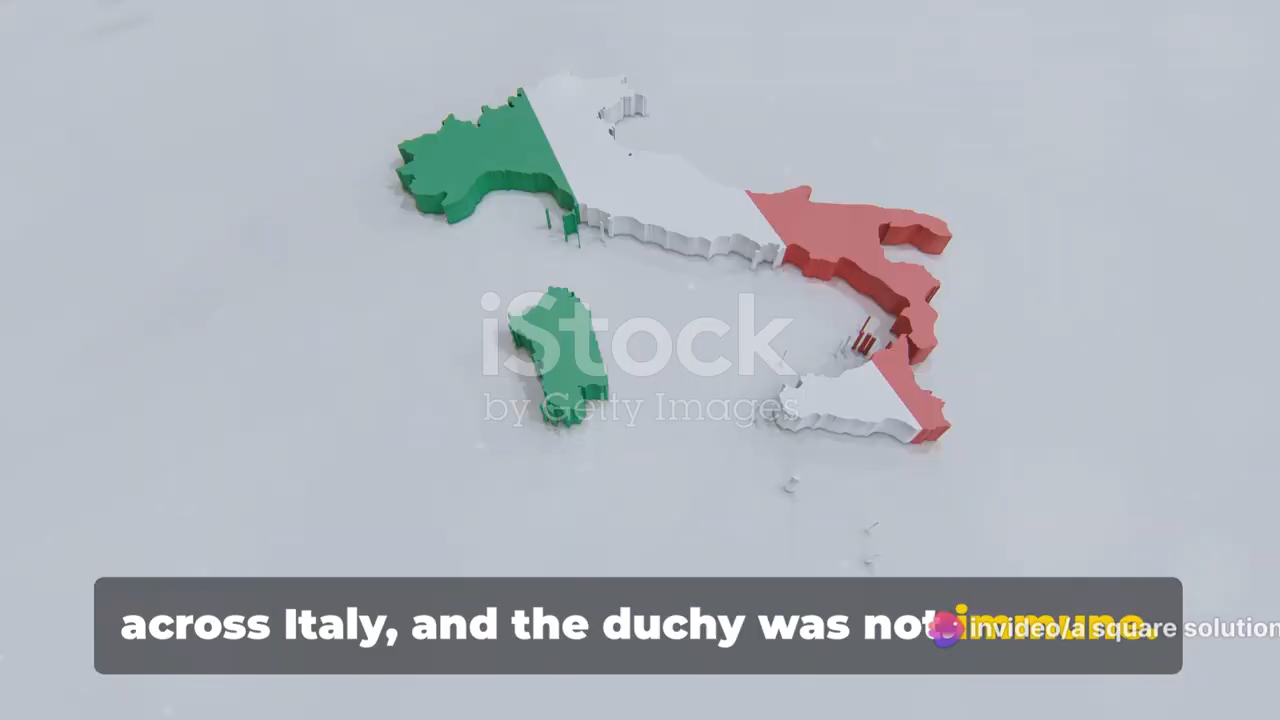 iStock
by Getty Images
across Italy, and the duchy was not immune.
invideo/a square solution